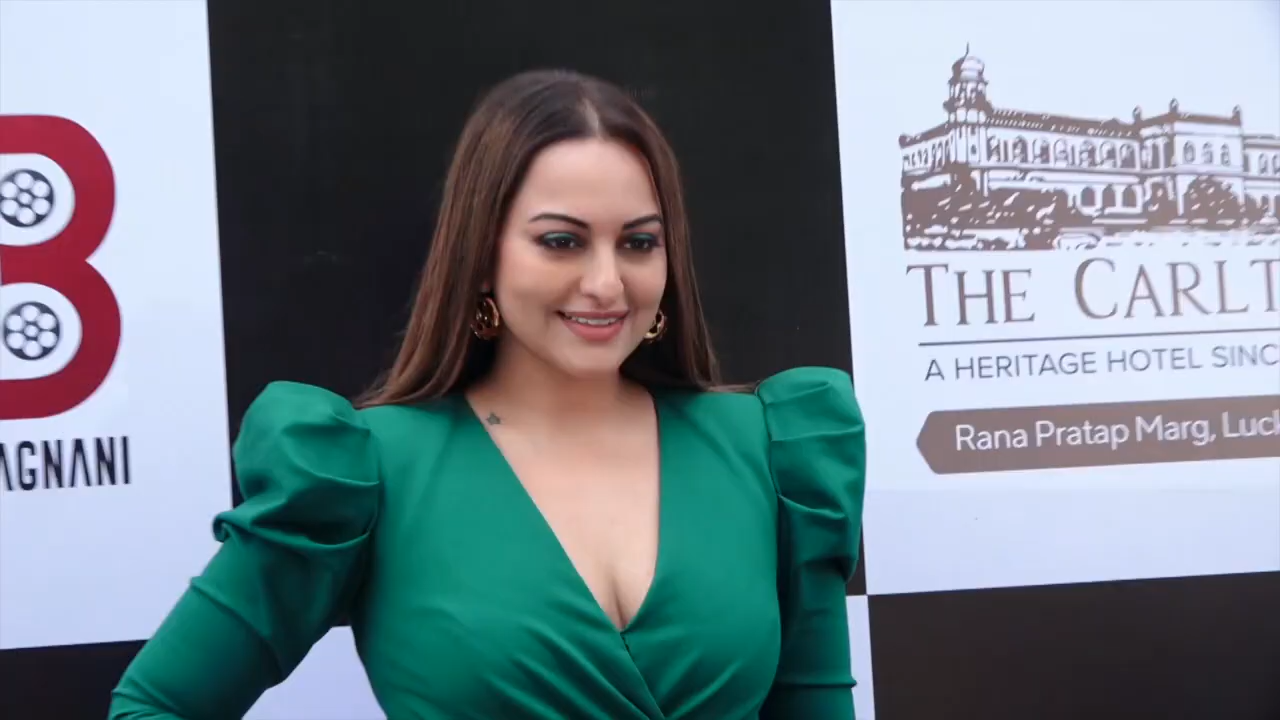 AGNANI
THE CARLT
A HERITAGE HOTEL SINC
Rana Pratap Marg, Luck